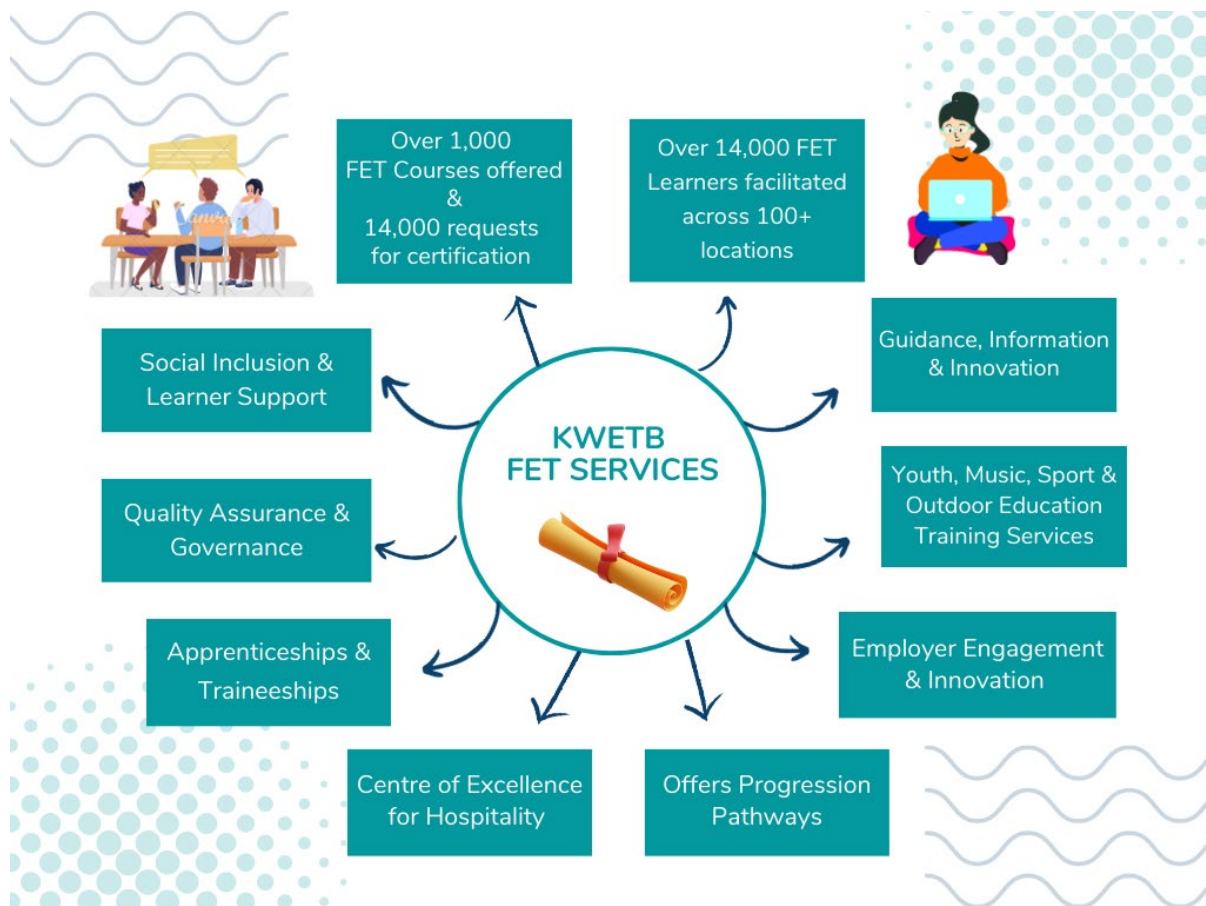 Over 1,000
FET Courses offered
&
14,000 requests
for certification
Over 14,000 FET
Learners facilitated
across 100+
locations
Guidance, Information
& Innovation
Social Inclusion &
Learner Support
KWETB
FET SERVICES
Youth, Music, Sport &
Outdoor Education
Training Services
Quality Assurance &
Governance
Apprenticeships &
Traineeships
Employer Engagement
& Innovation
Centre of Excellence
for Hospitality
Offers Progression
Pathways